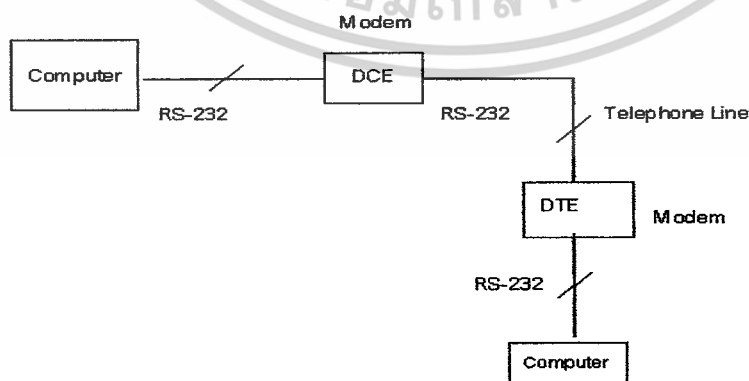 Modem
Computer
DCE
RS-232
RS-232
Telephone Line
DTE
Modem
RS-232
Computer